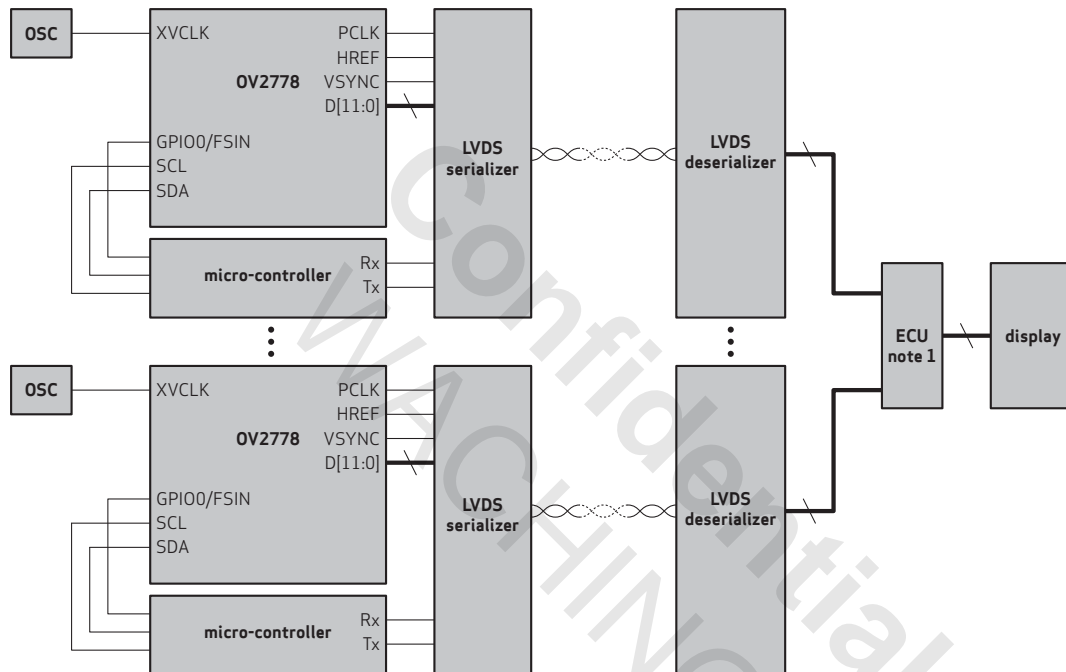 OSC
XVCLK
PCLK
HREF
VSYNC
D[11:0]
OV2778
GPIO0/FSIN
SCL
SDA
micro-controller
Rx
Tx
LVDS
serializer
LVDS
deserializer
ECU
note 1
display
OSC
XVCLK
PCLK
HREF
VSYNC
D[11:0]
OV2778
GPIO0/FSIN
SCL
SDA
micro-controller
Rx
Tx
LVDS
serializer
LVDS
deserializer
Confidential